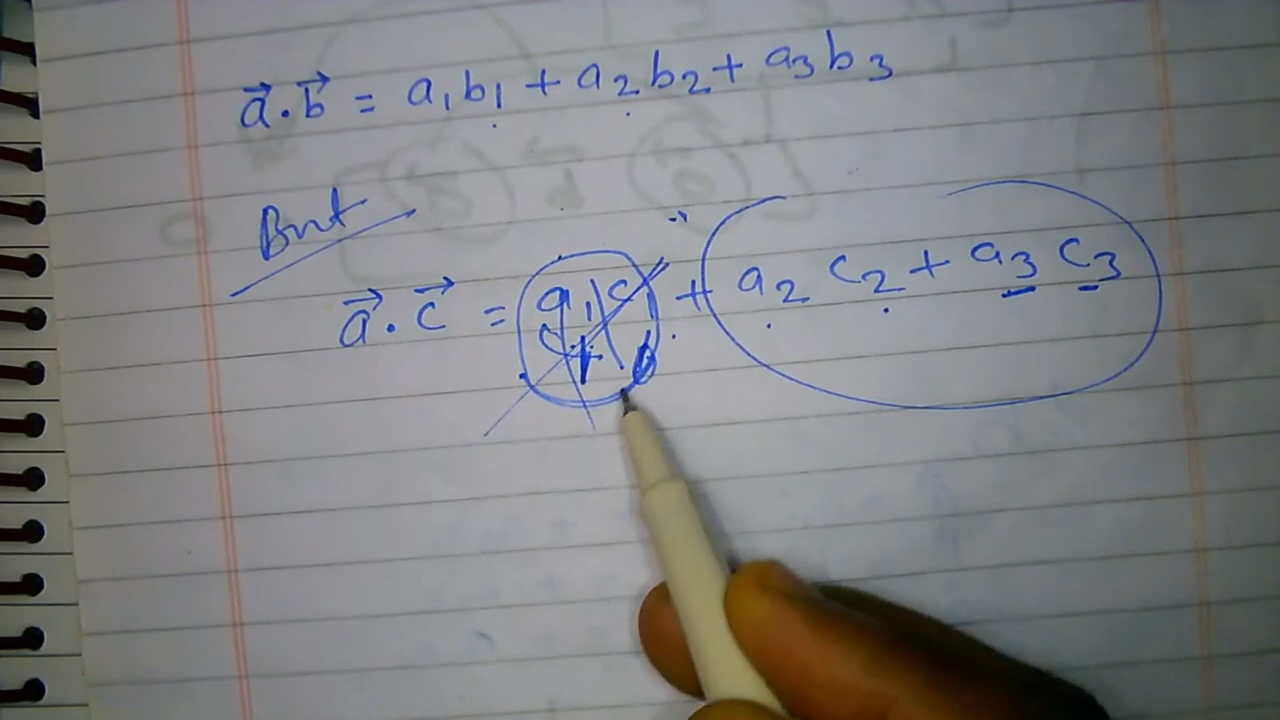 a⃗.b⃗ = a₁b₁ + a₂b₂ + a₃b₃
But
a⃗.c⃗ = a₁c₁ + a₂c₂ + a₃c₃